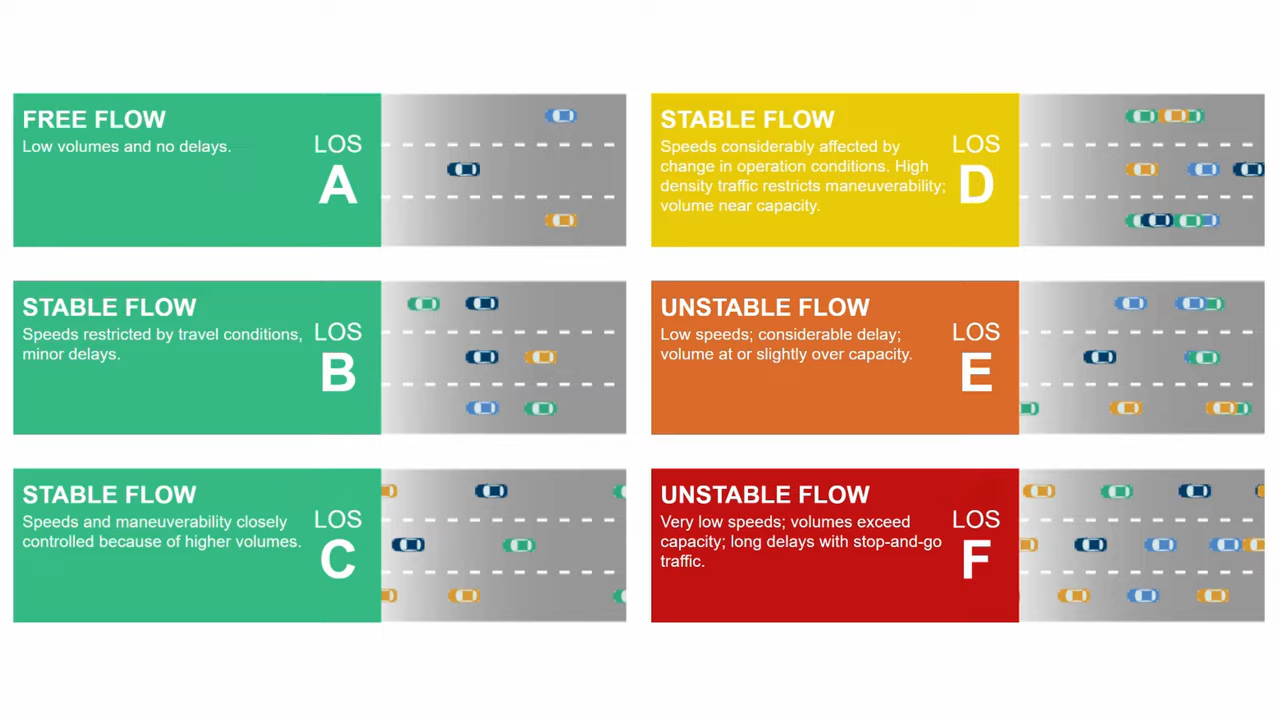 FREE FLOW
Low volumes and no delays.
LOS
A
STABLE FLOW
Speeds restricted by travel conditions,
minor delays.
LOS
B
STABLE FLOW
Speeds and maneuverability closely
controlled because of higher volumes.
LOS
C
STABLE FLOW
Speeds considerably affected by
change in operation conditions. High
density traffic restricts maneuverability;
volume near capacity.
LOS
D
UNSTABLE FLOW
Low speeds; considerable delay;
volume at or slightly over capacity.
LOS
E
UNSTABLE FLOW
Very low speeds; volumes exceed
capacity; long delays with stop-and-go
traffic.
LOS
F